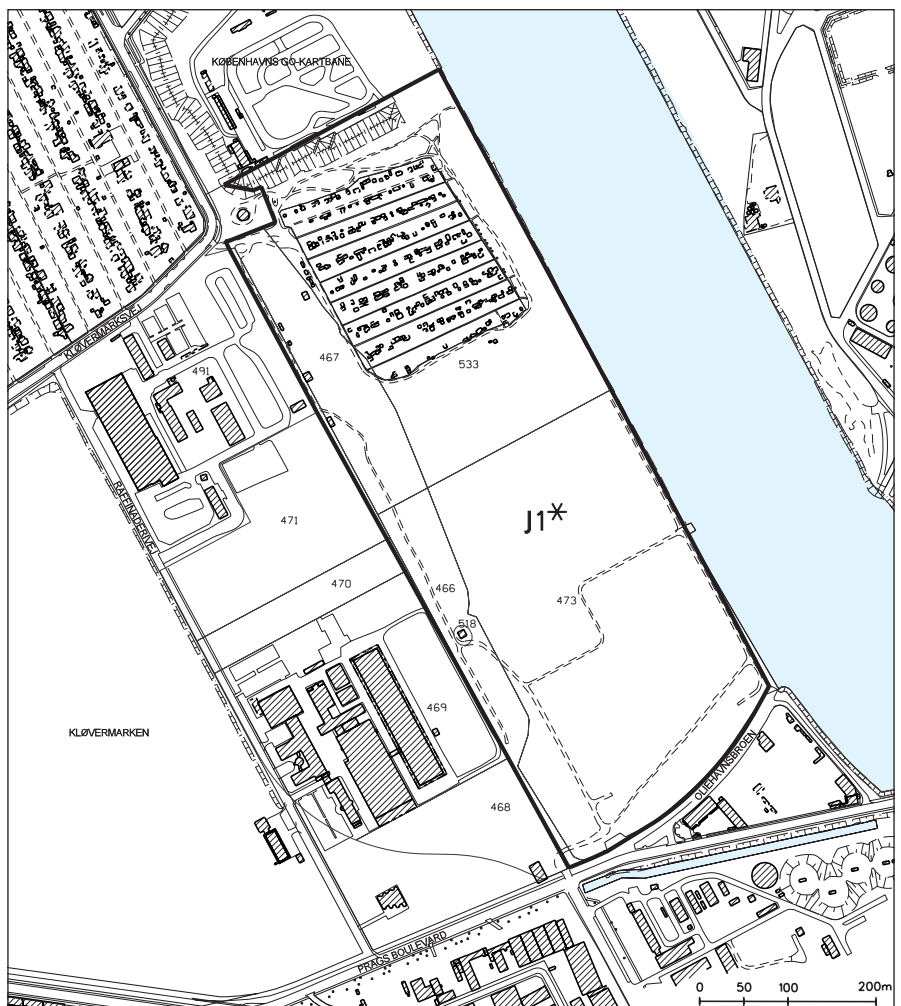 KØBENHAVNS GO-KARTBANE
KLØVERMARKSVEJ
467
533
491
RAFFINADERIVEJ
471
J1*
470
466
473
518
469
KLØVERMARKEN
OLIEHAVNSBROEN
468
PRAGS BOULEVARD
0 50 100 200m